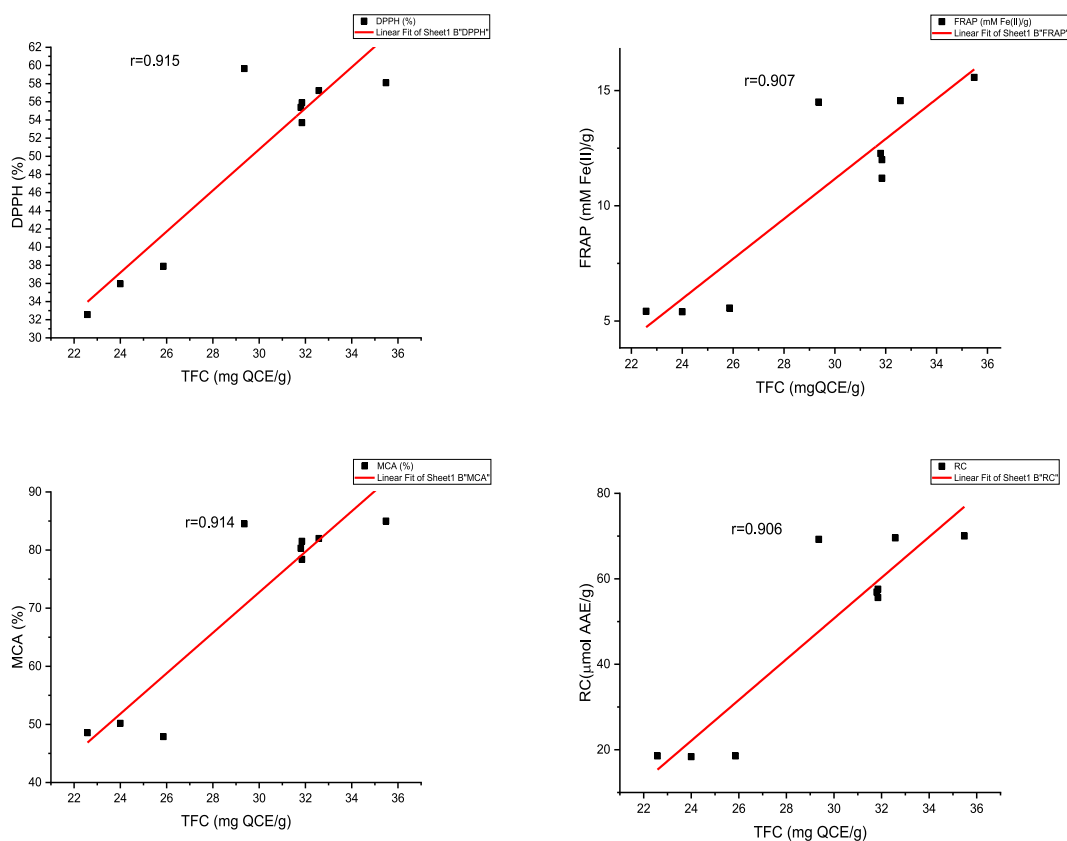 DPPH (%)
Linear Fit of Sheet1 B"DPPH"
r=0.915
62
60
58
56
54
52
50
48
46
44
42
40
38
36
34
32
30
DPPH (%)
22 24 26 28 30 32 34 36
TFC (mg QCE/g)
FRAP (mM Fe(II)/g)
Linear Fit of Sheet1 B"FRAP"
r=0.907
15
10
5
FRAP (mM Fe(II)/g)
22 24 26 28 30 32 34 36
TFC (mgQCE/g)
MCA (%)
Linear Fit of Sheet1 B"MCA"
r=0.914
90
80
70
60
50
40
MCA (%)
22 24 26 28 30 32 34 36
TFC (mg QCE/g)
RC
Linear Fit of Sheet1 B"RC"
r=0.906
80
60
40
20
RC(μmol AAE/g)
22 24 26 28 30 32 34 36
TFC (mg QCE/g)